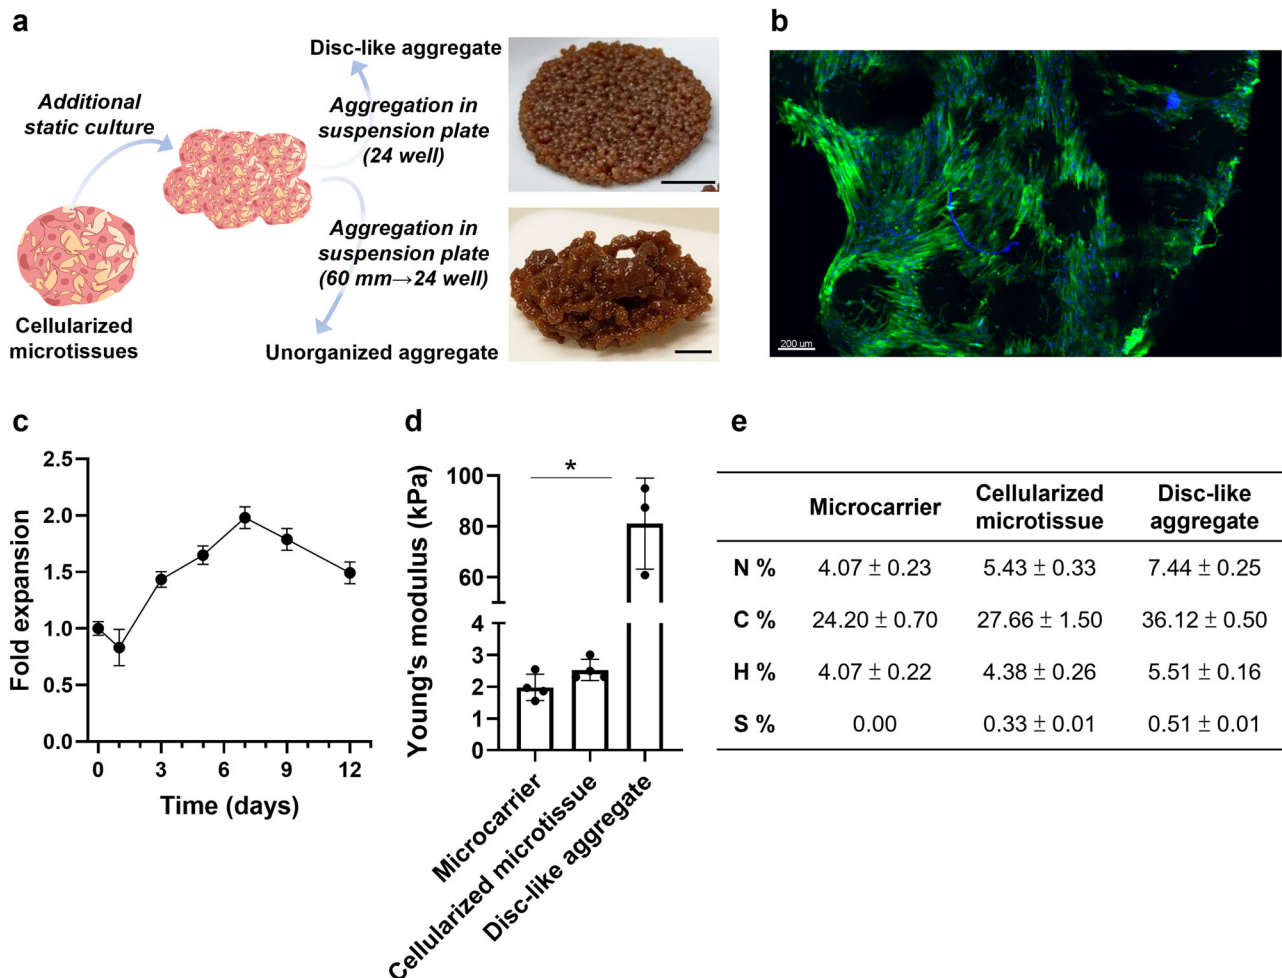 a
Disc-like aggregate
Additional
static culture
Aggregation in
suspension plate
(24 well)
Aggregation in
suspension plate
(60 mm→24 well)
Cellularized
microtissues
Unorganized aggregate
b
200 um
c
2.5
2.0
1.5
1.0
0.5
0.0
Fold expansion
0 3 6 9 12
Time (days)
d
Young's modulus (kPa)
100
80
60
4
3
2
1
0
*
Microcarrier
Cellularized microtissue
Disc-like aggregate
e
Microcarrier Cellularized microtissue Disc-like aggregate
N % 4.07 ± 0.23 5.43 ± 0.33 7.44 ± 0.25
C % 24.20 ± 0.70 27.66 ± 1.50 36.12 ± 0.50
H % 4.07 ± 0.22 4.38 ± 0.26 5.51 ± 0.16
S % 0.00 0.33 ± 0.01 0.51 ± 0.01